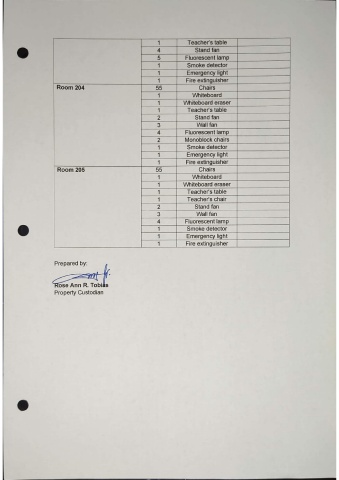 1 Teacher's table
4 Stand fan
5 Fluorescent lamp
1 Smoke detector
1 Emergency light
1 Fire extinguisher
Room 204 55 Chairs
1 Whiteboard
1 Whiteboard eraser
1 Teacher's table
2 Stand fan
3 Wall fan
4 Fluorescent lamp
2 Monoblock chairs
1 Smoke detector
1 Emergency light
1 Fire extinguisher
Room 205 55 Chairs
1 Whiteboard
1 Whiteboard eraser
1 Teacher's table
1 Teacher's chair
2 Stand fan
3 Wall fan
4 Fluorescent lamp
1 Smoke detector
1 Emergency light
1 Fire extinguisher
Prepared by:
Rose Ann R. Tobias
Property Custodian